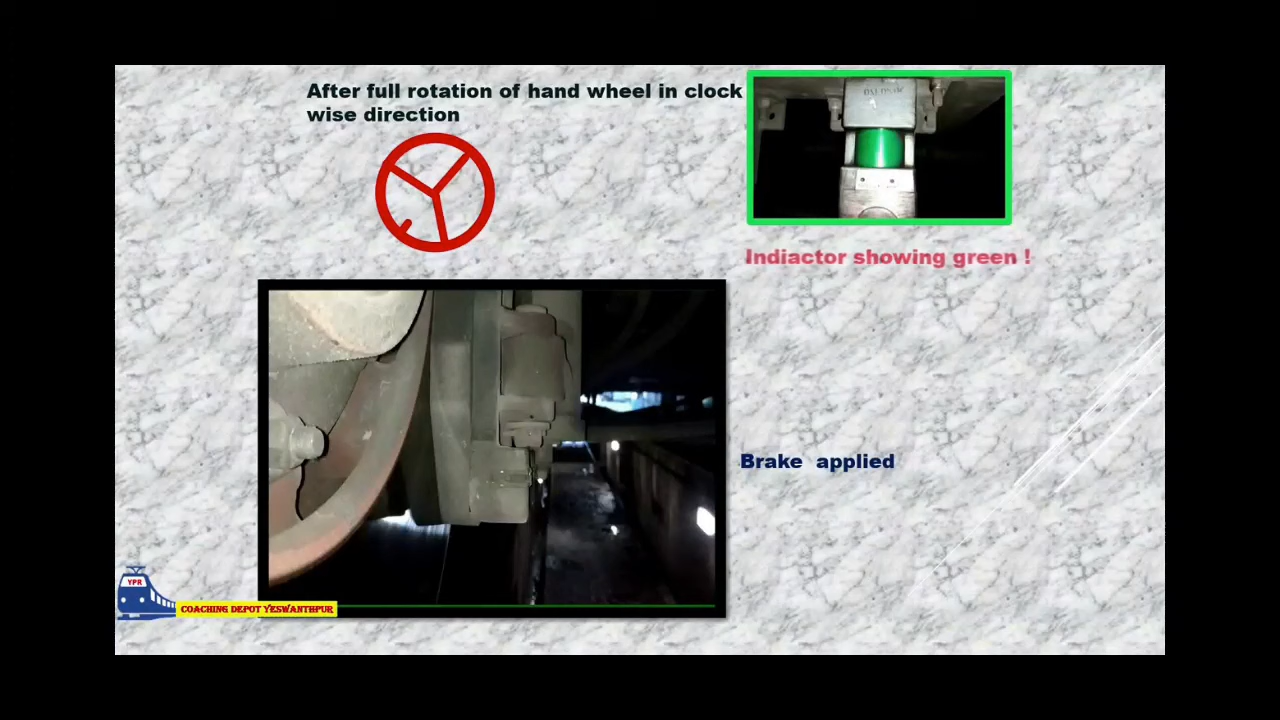 After full rotation of hand wheel in clock
wise direction
Indiactor showing green !
Brake  applied
YPR
COACHING DEPOT YESWANTHPUR